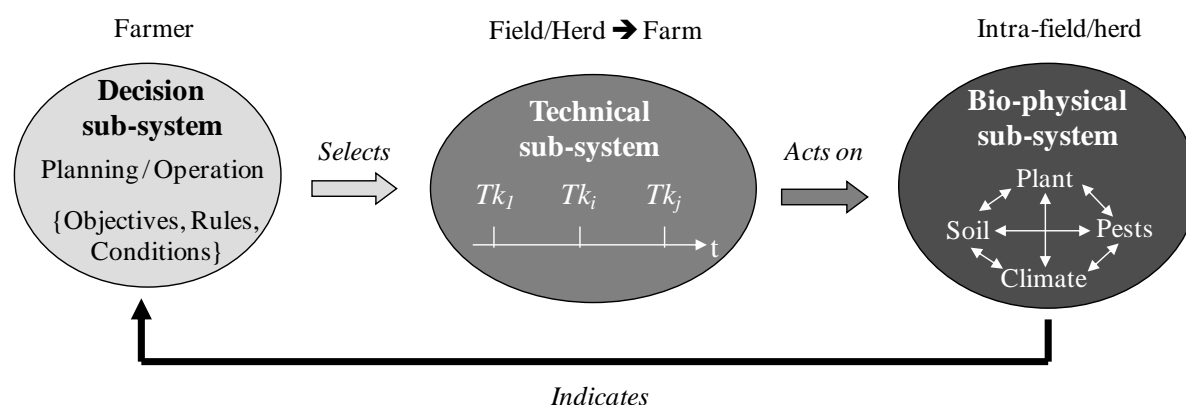 Farmer
Field/Herd ➔ Farm
Intra-field/herd
Decision
sub-system
Planning / Operation
{Objectives, Rules,
Conditions}
Selects
Technical
sub-system
Tk1 Tki Tkj
t
Acts on
Bio-physical
sub-system
Plant
Soil Pests
Climate
Indicates